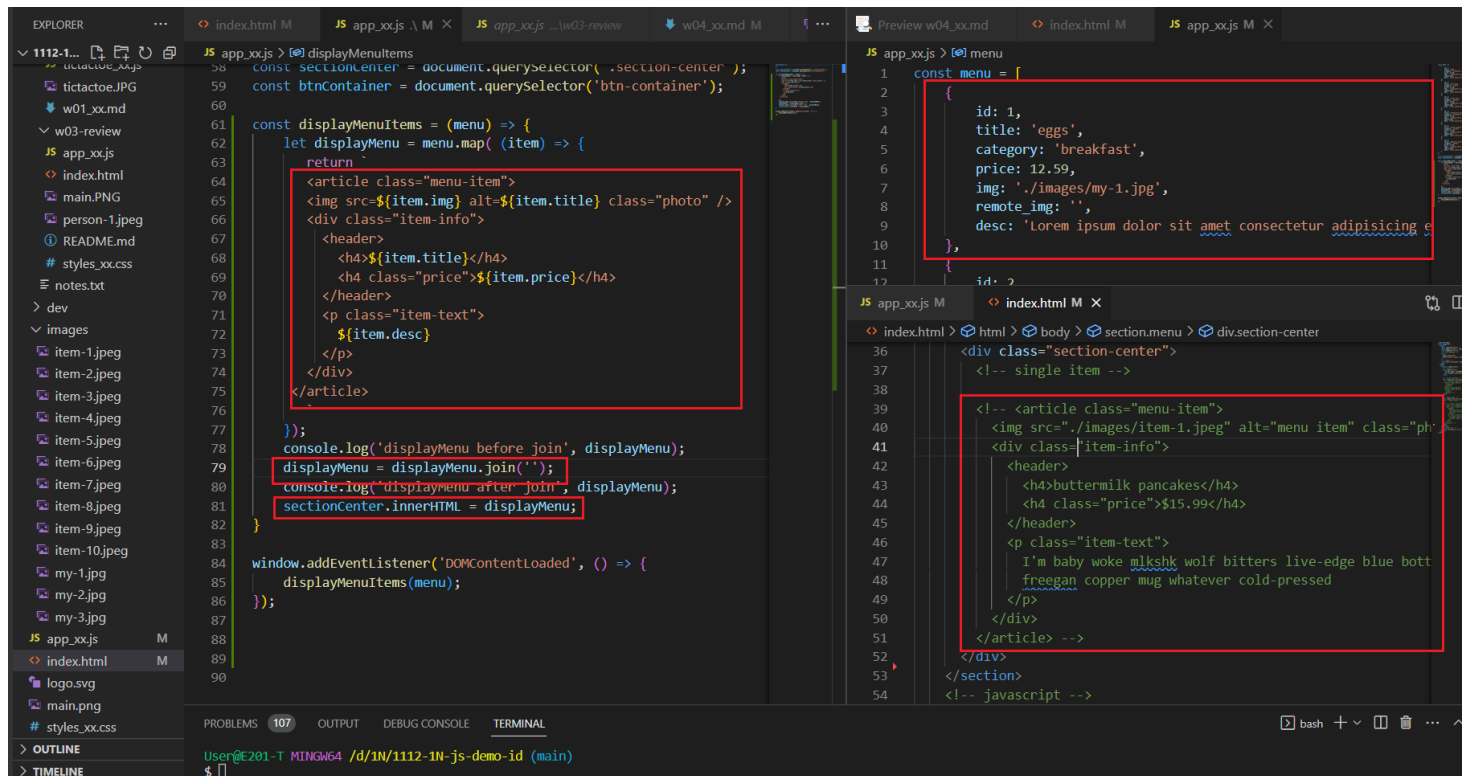 EXPLORER
1112-1...
tictactoe_xx.js
tictactoe.JPG
w01_xx.md
w03-review
JS app_xx.js
<> index.html
main.PNG
person-1.jpeg
README.md
# styles_xx.css
notes.txt
> dev
images
item-1.jpeg
item-2.jpeg
item-3.jpeg
item-4.jpeg
item-5.jpeg
item-6.jpeg
item-7.jpeg
item-8.jpeg
item-9.jpeg
item-10.jpeg
my-1.jpg
my-2.jpg
my-3.jpg
JS app_xx.js M
<> index.html M
logo.svg
main.png
# styles_xx.css
> OUTLINE
> TIMELINE
<> index.html M JS app_xx.js .\ M JS app_xx.js ...\w03-review w04_xx.md M
JS app_xx.js > displayMenuItems
58 const sectionCenter = document.querySelector('.section-center');
59 const btnContainer = document.querySelector('btn-container');
60
61 const displayMenuItems = (menu) => {
62 let displayMenu = menu.map( (item) => {
63 return `
64 <article class="menu-item">
65 <img src=${item.img} alt=${item.title} class="photo" />
66 <div class="item-info">
67 <header>
68 <h4>${item.title}</h4>
69 <h4 class="price">${item.price}</h4>
70 </header>
71 <p class="item-text">
72 ${item.desc}
73 </p>
74 </div>
75 </article>
76 `
77 });
78 console.log('displayMenu before join', displayMenu);
79 displayMenu = displayMenu.join('');
80 console.log('displayMenu after join', displayMenu);
81 sectionCenter.innerHTML = displayMenu;
82 }
83
84 window.addEventListener('DOMContentLoaded', () => {
85 displayMenuItems(menu);
86 });
87
88
89
90
Preview w04_xx.md <> index.html M JS app_xx.js M
JS app_xx.js > menu
1 const menu = [
2 {
3 id: 1,
4 title: 'eggs',
5 category: 'breakfast',
6 price: 12.59,
7 img: './images/my-1.jpg',
8 remote_img: '',
9 desc: 'Lorem ipsum dolor sit amet consectetur adipisicing e
10 },
11 {
12 id: 2
JS app_xx.js M <> index.html M
<> index.html > html > body > section.menu > div.section-center
36 <div class="section-center">
37 <!-- single item -->
38
39 <!-- <article class="menu-item">
40 <img src="./images/item-1.jpeg" alt="menu item" class="ph
41 <div class="item-info">
42 <header>
43 <h4>buttermilk pancakes</h4>
44 <h4 class="price">$15.99</h4>
45 </header>
46 <p class="item-text">
47 I'm baby woke mlkshk wolf bitters live-edge blue bott
48 freegan copper mug whatever cold-pressed
49 </p>
50 </div>
51 </article> -->
52 </div>
53 </section>
54 <!-- javascript -->
PROBLEMS 107 OUTPUT DEBUG CONSOLE TERMINAL
bash
User@E201-T MINGW64 /d/1N/1112-1N-js-demo-id (main)
$